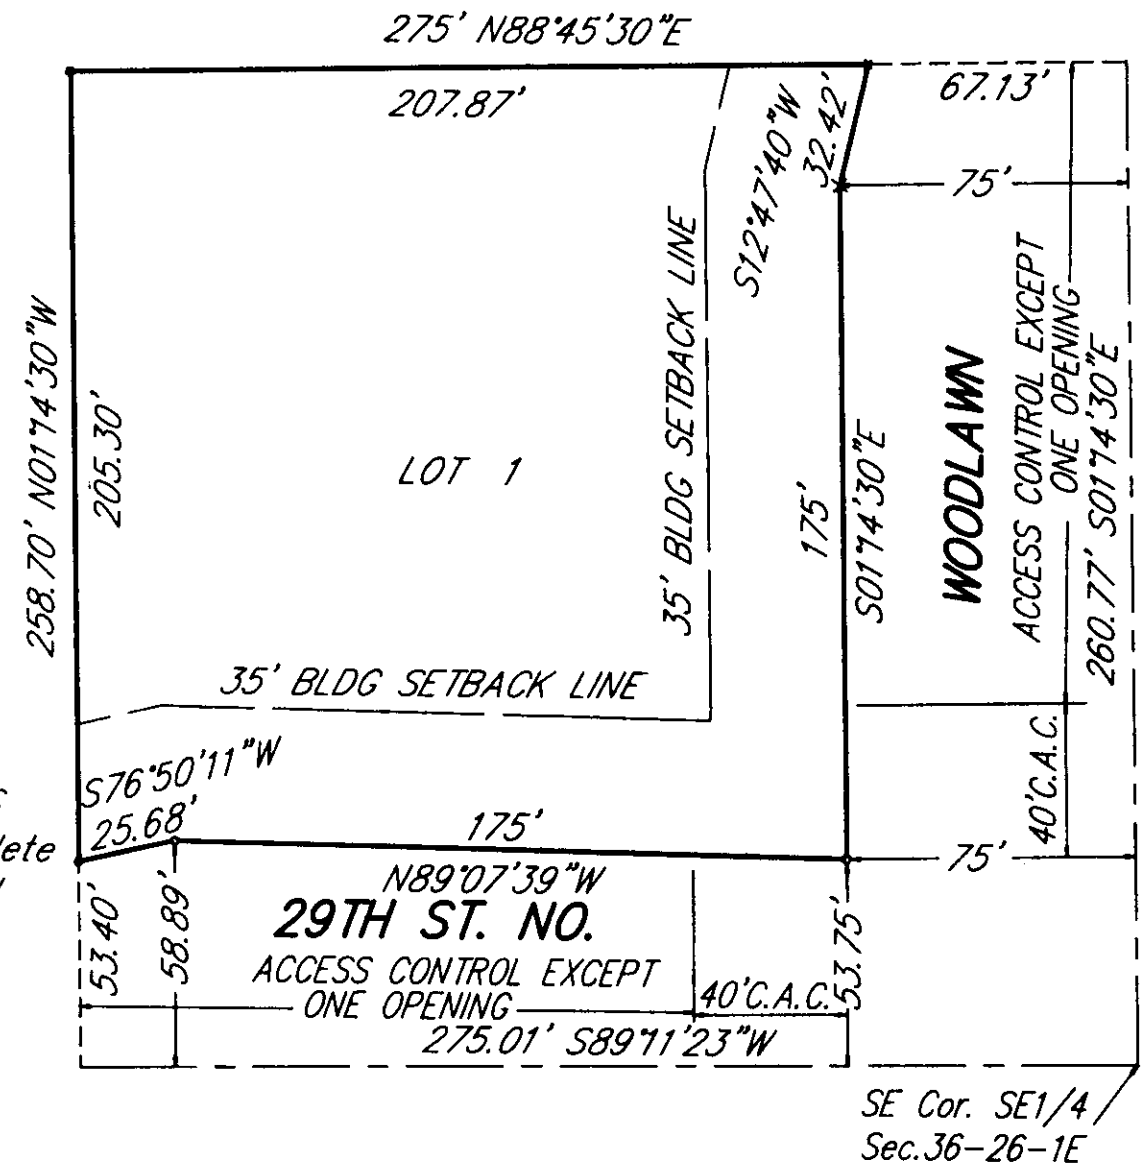 275' N88°45'30"E
207.87'
67.13'
S12°47'40"W
32.42'
75'
258.70' N01°14'30"W
205.30'
LOT 1
35' BLDG SETBACK LINE
175'
S01°14'30"E
WOODLAWN
ACCESS CONTROL EXCEPT
ONE OPENING
260.77' S01°14'30"E
35' BLDG SETBACK LINE
S76°50'11"W
25.68'
lete
175'
N89°07'39"W
75'
40'C.A.C.
53.40'
58.89'
29TH ST. NO.
53.75'
ACCESS CONTROL EXCEPT
ONE OPENING
40'C.A.C.
275.01' S89°11'23"W
SE Cor. SE1/4
Sec.36-26-1E